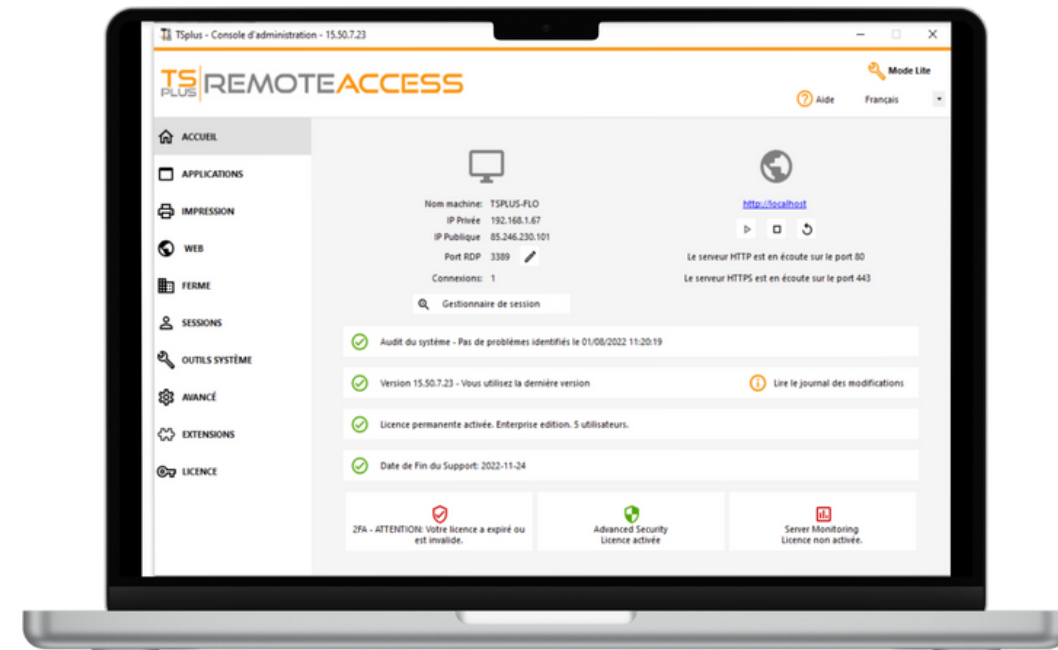 TSplus - Console d'administration - 15.50.7.23
TS PLUS REMOTEACCESS
Mode Lite
Aide
Français
ACCUEIL
APPLICATIONS
IMPRESSION
WEB
FERME
SESSIONS
OUTILS SYSTÈME
AVANCÉ
EXTENSIONS
LICENCE
Nom machine: TSPLUS-FLO
IP Privée 192.168.1.67
IP Publique 85.246.230.101
Port RDP 3389
Connexions: 1
Gestionnaire de session
http://localhost
Le serveur HTTP est en écoute sur le port 80
Le serveur HTTPS est en écoute sur le port 443
Audit du système - Pas de problèmes identifiés le 01/08/2022 11:20:19
Version 15.50.7.23 - Vous utilisez la dernière version
Lire le journal des modifications
Licence permanente activée. Enterprise edition. 5 utilisateurs.
Date de Fin du Support: 2022-11-24
2FA - ATTENTION: Votre licence a expiré ou
est invalide.
Advanced Security
Licence activée
Server Monitoring
Licence non activée.